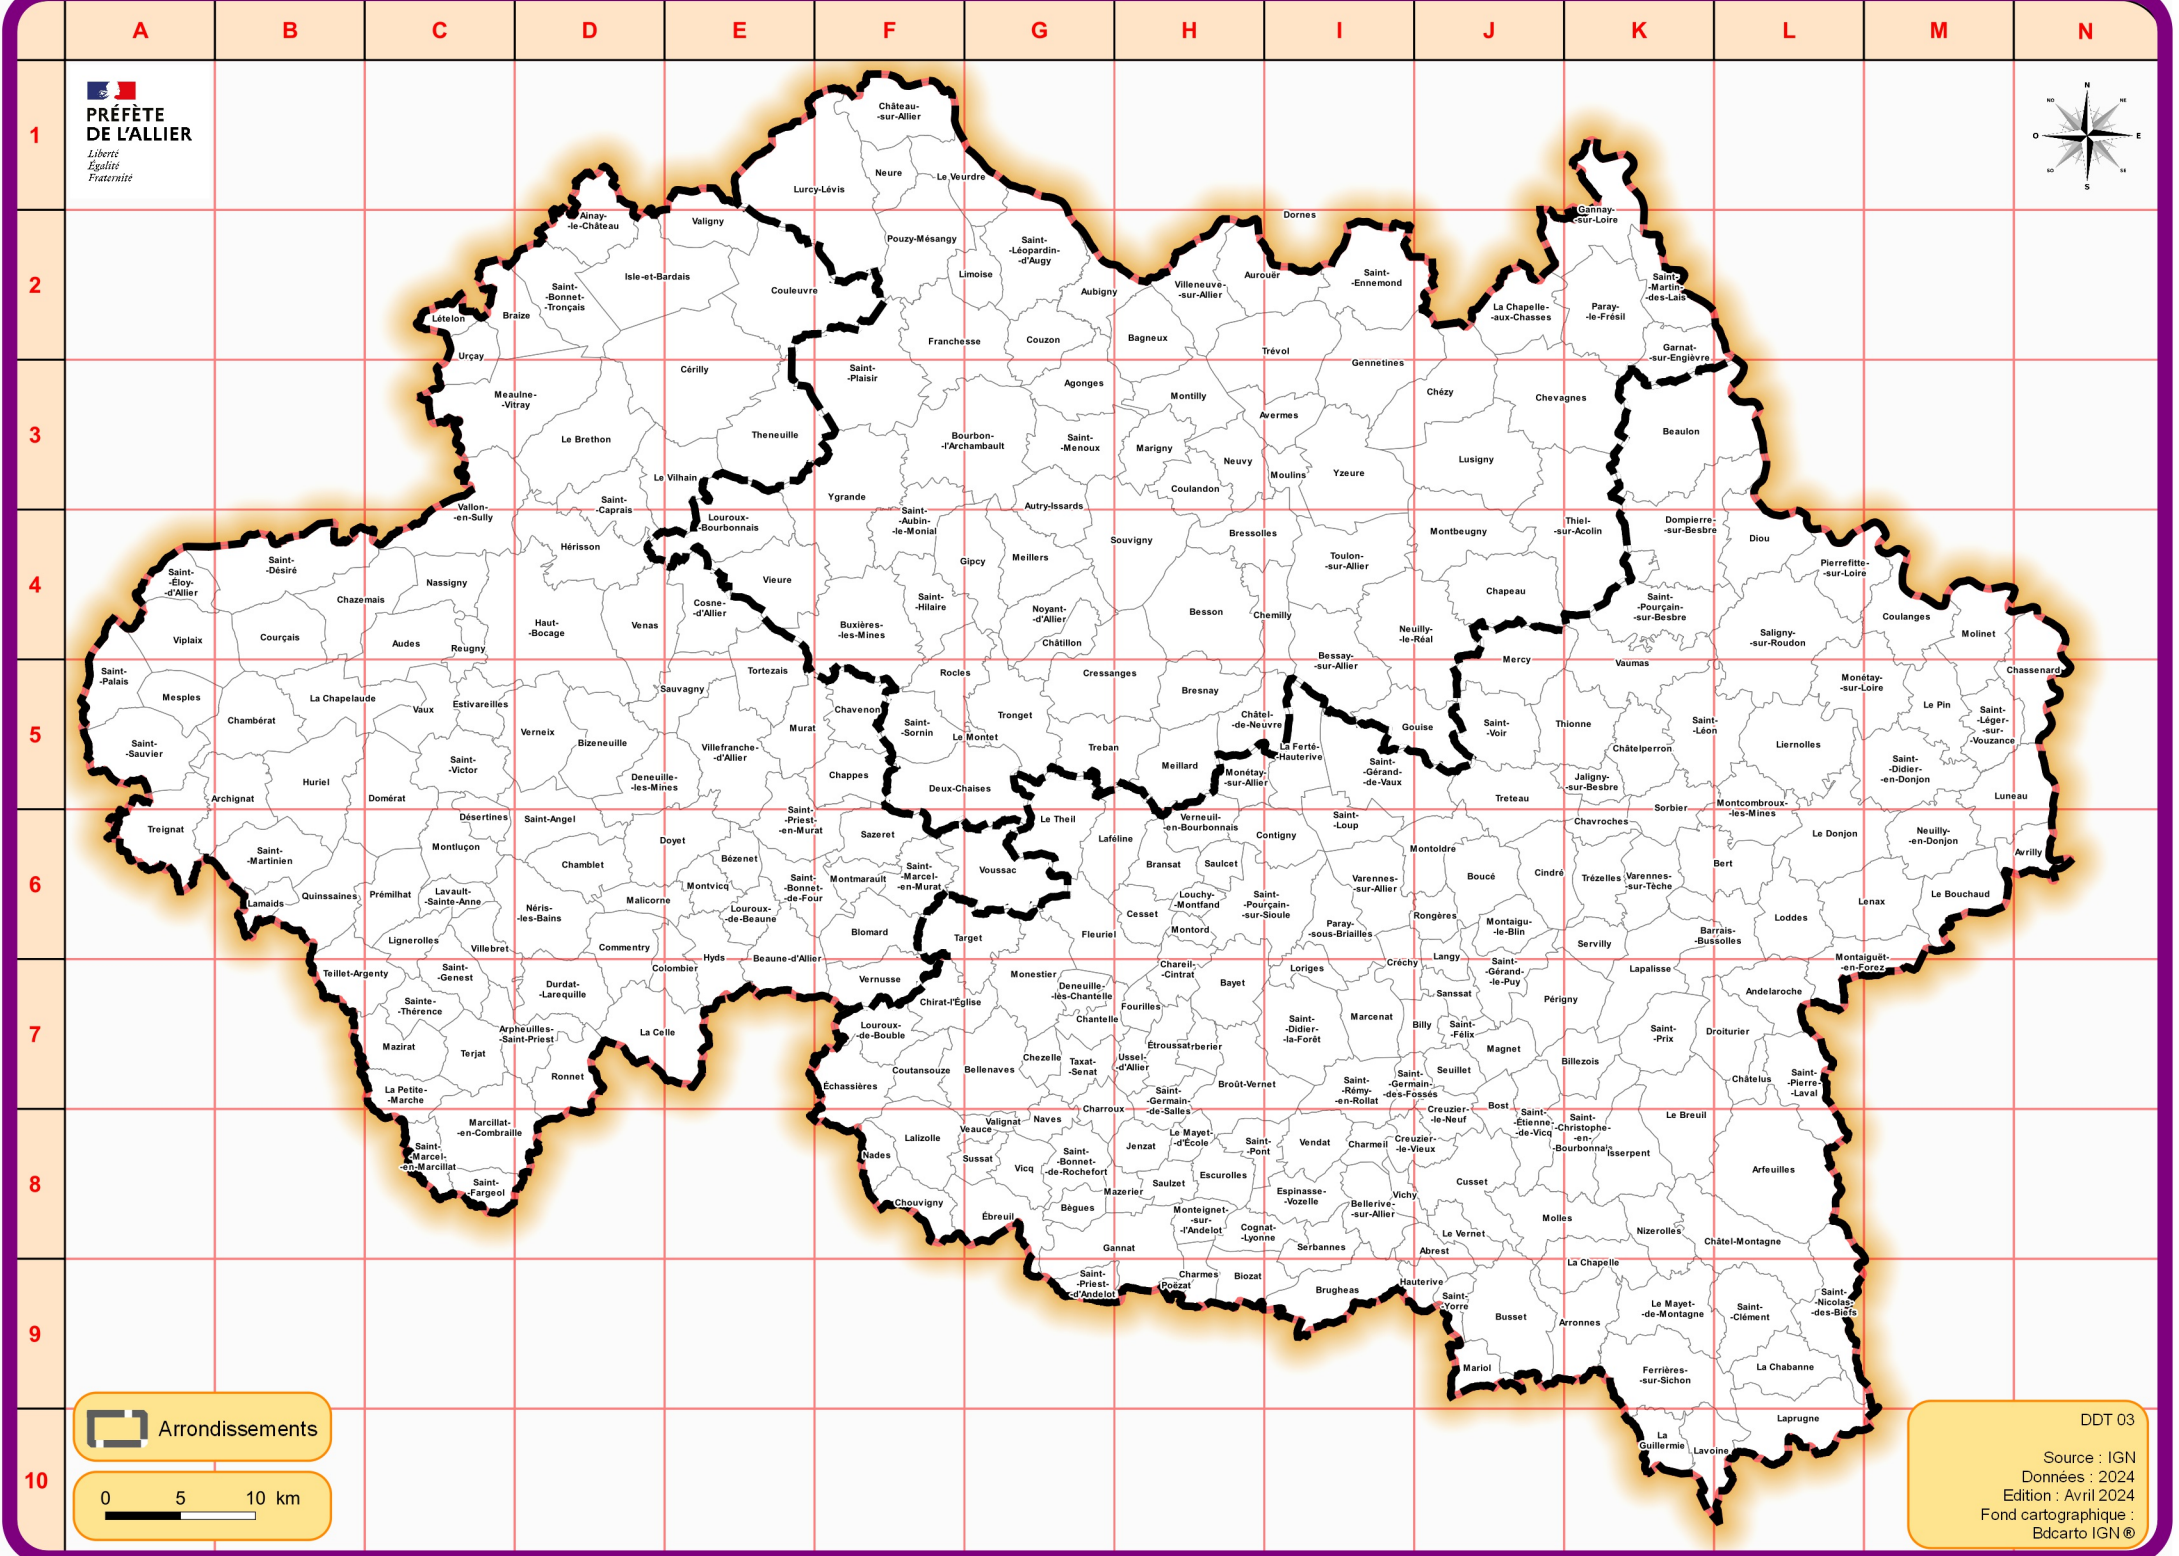 A B C D E F G H I J K L M N
1
2
3
4
5
6
7
8
9
10
PRÉFÈTE
DE L'ALLIER
Liberté
Égalité
Fraternité
N
NE
E
SE
S
SO
O
NO
Château-
-sur-Allier
Neure
Le Veurdre
Lurcy-Lévis
Ainay-
-le-Château
Valigny
Dornes
Gannay-
-sur-Loire
Pouzy-Mésangy
Saint-
-Léopardin-
-d'Augy
Limoise
Isle-et-Bardais
Couleuvre
Saint-
-Bonnet-
-Tronçais
Braize
Lételon
Urçay
Aubigny
Villeneuve-
-sur-Allier
Aurouër
Saint-
-Ennemond
La Chapelle-
-aux-Chasses
Paray-
-le-Frésil
Saint-
-Martin-
-des-Lais
Garnat-
-sur-Engièvre
Franchesse
Couzon
Bagneux
Trévol
Gennetines
Cérilly
Saint-
-Plaisir
Agonges
Montilly
Chézy
Chevagnes
Meaulne-
-Vitray
Avermes
Beaulon
Le Brethon
Theneuille
Bourbon-
-l'Archambault
Saint-
-Menoux
Marigny
Neuvy
Moulins
Yzeure
Lusigny
Le Vilhain
Coulandon
Ygrande
Saint-
-Caprais
Vallon-
-en-Sully
Louroux-
-Bourbonnais
Saint-
-Aubin-
-le-Monial
Autry-Issards
Souvigny
Bressolles
Montbeugny
Thiel-
-sur-Acolin
Dompierre-
-sur-Besbre
Diou
Hérisson
Gipcy
Meillers
Toulon-
-sur-Allier
Pierrefitte-
-sur-Loire
Saint-
-Désiré
Saint-
-Éloy-
-d'Allier
Nassigny
Chazemais
Vieure
Cosne-
-d'Allier
Saint-
-Hilaire
Noyant-
-d'Allier
Besson
Chemilly
Chapeau
Saint-
-Pourçain-
-sur-Besbre
Coulanges
Viplaix
Courçais
Audes
Reugny
Haut-
-Bocage
Venas
Buxières-
-les-Mines
Châtillon
Neuilly-
-le-Réal
Saligny-
-sur-Roudon
Molinet
Saint-
-Palais
Mesples
La Chapelaude
Vaux
Estivareilles
Sauvagny
Tortezais
Rocles
Cressanges
Bresnay
Bessay-
-sur-Allier
Mercy
Vaumas
Monétay-
-sur-Loire
Chassenard
Chambérat
Chavenon
Saint-
-Sornin
Tronget
Le Montet
Châtel-
-de-Neuvre
Gouise
Saint-
-Voir
Thionne
Saint-
-Léon
Le Pin
Saint-
-Léger-
-sur-
-Vouzance
Saint-
-Sauvier
Verneix
Bizeneuille
Murat
Villefranche-
-d'Allier
Treban
La Ferté-
-Hauterive
Châtelperron
Liernolles
Saint-
-Victor
Huriel
Deneuille-
-les-Mines
Chappes
Deux-Chaises
Meillard
Monétay-
-sur-Allier
Saint-
-Gérand-
-de-Vaux
Jaligny-
-sur-Besbre
Saint-
-Didier-
-en-Donjon
Archignat
Domérat
Treteau
Sorbier
Montcombroux-
-les-Mines
Luneau
Treignat
Désertines
Saint-Angel
Saint-
-Priest-
-en-Murat
Sazeret
Le Theil
Laféline
Verneuil-
-en-Bourbonnais
Contigny
Saint-
-Loup
Chavroches
Le Donjon
Neuilly-
-en-Donjon
Montluçon
Doyet
Montoldre
Avrilly
Saint-
-Martinien
Chamblet
Bézenet
Voussac
Bransat
Saulcet
Bert
Quinssaines
Prémilhat
Lavault-
-Sainte-Anne
Montvicq
Saint-
-Bonnet-
-de-Four
Montmarault
Saint-
-Marcel-
-en-Murat
Varennes-
-sur-Allier
Boucé
Cindré
Trézelles
Varennes-
-sur-Tèche
Lamaids
Néris-
-les-Bains
Malicorne
Louroux-
-de-Beaune
Louchy-
-Montfand
Saint-
-Pourçain-
-sur-Sioule
Lenax
Le Bouchaud
Cesset
Rongères
Montaigu-
-le-Blin
Loddes
Lignerolles
Villebret
Commentry
Blomard
Target
Fleuriel
Montord
Paray-
-sous-Briailles
Servilly
Barrais-
-Bussolles
Teillet-Argenty
Saint-
-Genest
Colombier
Hyds
Beaune-d'Allier
Vernusse
Monestier
Chareil-
-Cintrat
Loriges
Créchy
Langy
Saint-
-Gérand-
-le-Puy
Lapalisse
Montaiguët-
-en-Forez
Durdat-
-Larequille
Chirat-l'Église
Deneuille-
-lès-Chantelle
Bayet
Sanssat
Périgny
Andelaroche
Sainte-
-Thérence
Fourilles
Chantelle
Mazirat
Terjat
Arpheuilles-
-Saint-Priest
La Celle
Louroux-
-de-Bouble
Saint-
-Didier-
-la-Forêt
Marcenat
Billy
Saint-
-Félix
Saint-
-Prix
Droiturier
Étroussat
Magnet
Ronnet
Coutansouze
Bellenaves
Chezelle
Taxat-
-Senat
Ussel-
-d'Allier
Billezois
Seuillet
La Petite-
-Marche
Échassières
Saint-
-Germain-
-de-Salles
Broût-Vernet
Saint-
-Rémy-
-en-Rollat
Saint-
-Germain-
-des-Fossés
Châtelus
Saint-
-Pierre-
-Laval
Charroux
Creuzier-
-le-Neuf
Bost
Saint-
-Étienne-
-de-Vicq
Saint-
-Christophe-
-en-
-Bourbonnais
Le Breuil
Marcillat-
-en-Combraille
Naves
Valignat
Veauce
Lalizolle
Jenzat
Le Mayet-
-d'École
Saint-
-Pont
Vendat
Charmeil
Creuzier-
-le-Vieux
Isserpent
Saint-
-Marcel-
-en-Marcillat
Nades
Sussat
Vicq
Saint-
-Bonnet-
-de-Rochefort
Escurolles
Saulzet
Arfeuilles
Saint-
-Fargeol
Mazerier
Espinasse-
-Vozelle
Vichy
Cusset
Chouvigny
Ébreuil
Bègues
Monteignet-
-sur-
-l'Andelot
Cognat-
-Lyonne
Bellerive-
-sur-Allier
Molles
Le Vernet
Nizerolles
Châtel-Montagne
Gannat
Serbannes
Abrest
La Chapelle
Saint-
-Priest-
-d'Andelot
Charmes
Poëzat
Biozat
Brugheas
Hauterive
Saint-
-Yorre
Busset
Arronnes
Le Mayet-
-de-Montagne
Saint-
-Clément
Saint-
-Nicolas-
-des-Biefs
Mariol
Ferrières-
-sur-Sichon
La Chabanne
Laprugne
La
Guillermie
Lavoine
Arrondissements
0 5 10 km
DDT 03
Source : IGN
Données : 2024
Edition : Avril 2024
Fond cartographique :
Bdcarto IGN ®